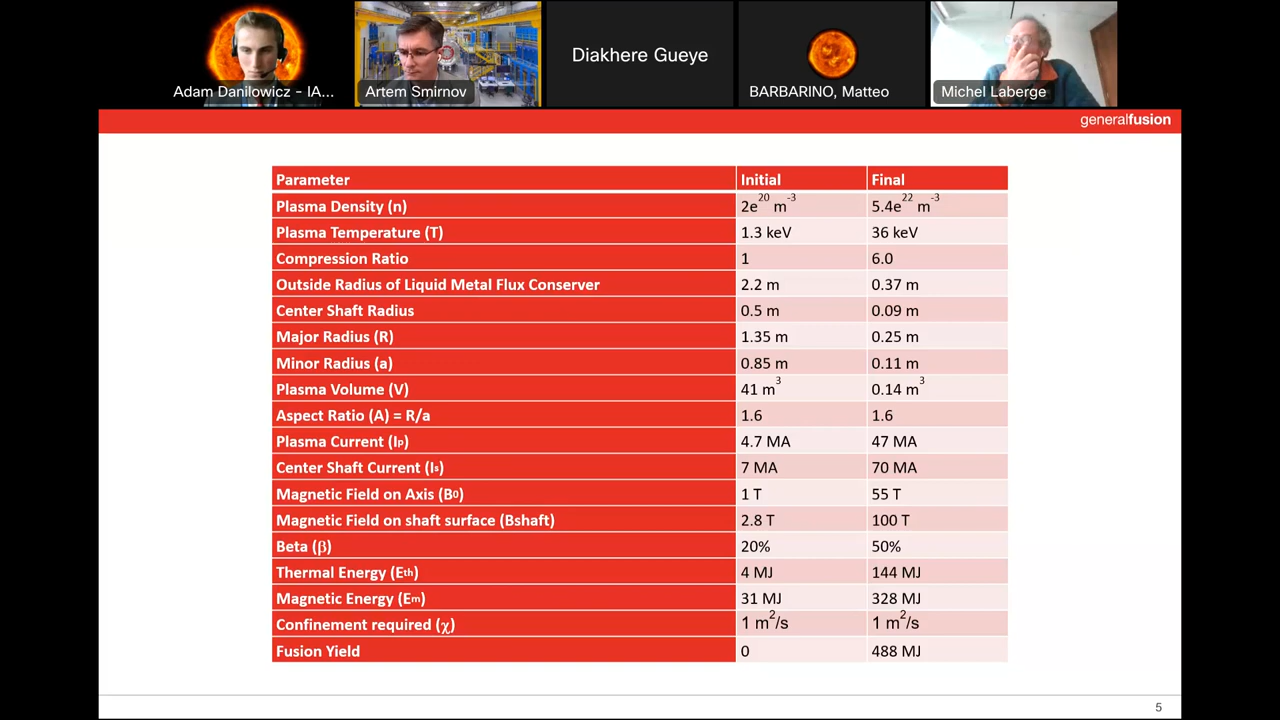 Adam Danilowicz - IA...
Artem Smirnov
Diakhere Gueye
BARBARINO, Matteo
Michel Laberge
generalfusion
Parameter Initial Final
Plasma Density (n) 2e20 m-3 5.4e22 m-3
Plasma Temperature (T) 1.3 keV 36 keV
Compression Ratio 1 6.0
Outside Radius of Liquid Metal Flux Conserver 2.2 m 0.37 m
Center Shaft Radius 0.5 m 0.09 m
Major Radius (R) 1.35 m 0.25 m
Minor Radius (a) 0.85 m 0.11 m
Plasma Volume (V) 41 m3 0.14 m3
Aspect Ratio (A) = R/a 1.6 1.6
Plasma Current (Ip) 4.7 MA 47 MA
Center Shaft Current (Is) 7 MA 70 MA
Magnetic Field on Axis (B0) 1 T 55 T
Magnetic Field on shaft surface (Bshaft) 2.8 T 100 T
Beta (β) 20% 50%
Thermal Energy (Eth) 4 MJ 144 MJ
Magnetic Energy (Em) 31 MJ 328 MJ
Confinement required (χ) 1 m2/s 1 m2/s
Fusion Yield 0 488 MJ
5